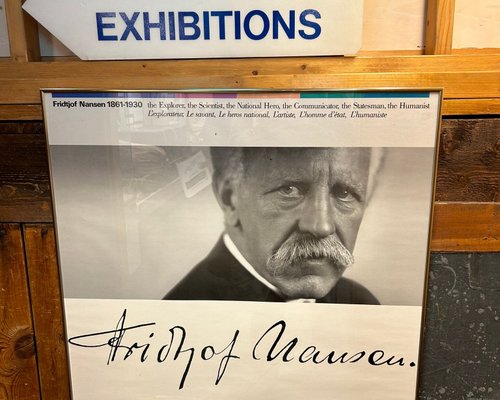 EXHIBITIONS
Fridtjof Nansen 1861-1930 the Explorer, the Scientist, the National Hero, the Communicator, the Statesman, the Humanist
L'explorateur, Le savant, Le heros national, L'artiste, L'homme d'état, L'humaniste
Fridtjof Nansen.